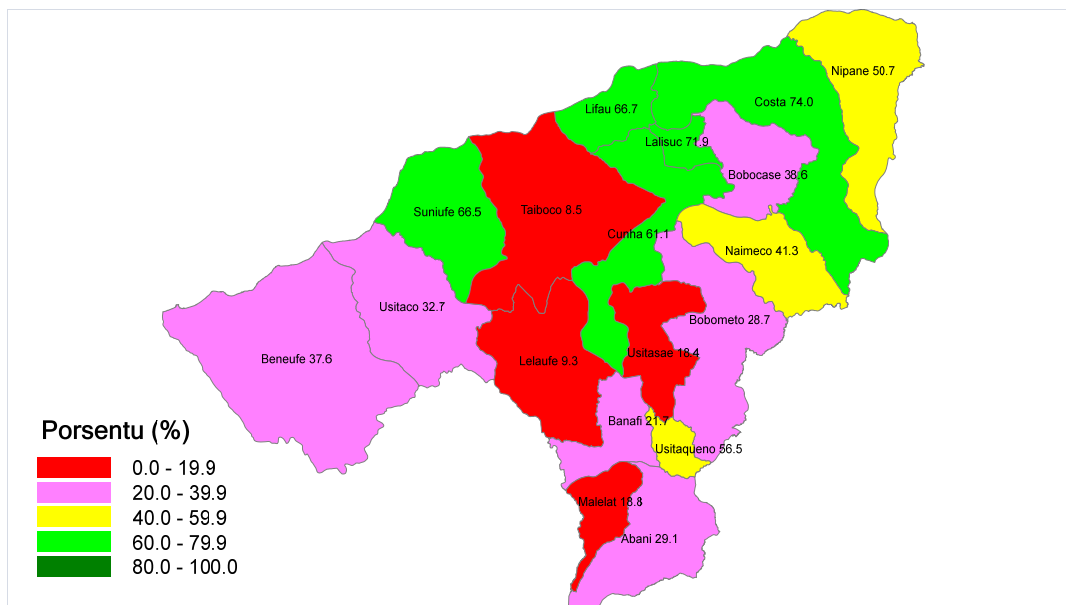 Nipane 50.7
Costa 74.0
Lifau 66.7
Lalisuc 71.9
Bobocase 38.6
Suniufe 66.5
Taiboco 8.5
Cunha 61.1
Naimeco 41.3
Usitaco 32.7
Bobometo 28.7
Beneufe 37.6
Lelaufe 9.3
Usitasae 18.4
Banafi 21.7
Usitaqueno 56.5
Malelat 18.8
Abani 29.1
Porsentu (%)
0.0 - 19.9
20.0 - 39.9
40.0 - 59.9
60.0 - 79.9
80.0 - 100.0